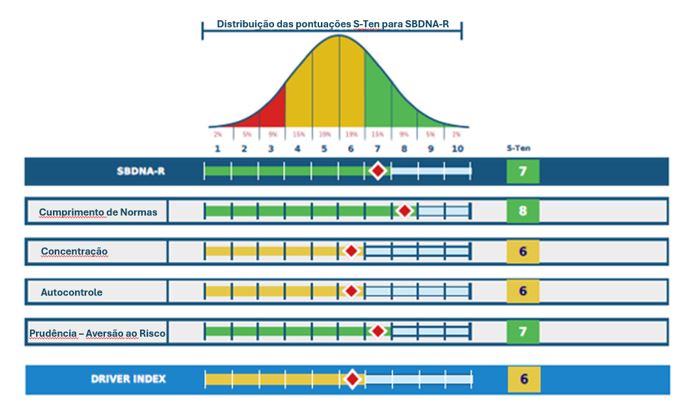 Distribuição das pontuações S-Ten para SBDNA-R
2% 5% 9% 15% 19% 19% 15% 9% 5% 2%
1 2 3 4 5 6 7 8 9 10 S-Ten
SBDNA-R 7
Cumprimento de Normas 8
Concentração 6
Autocontrole 6
Prudência – Aversão ao Risco 7
DRIVER INDEX 6